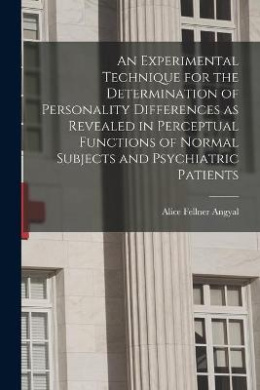 An Experimental
Technique for the
Determination of
Personality Differences as
Revealed in Perceptual
Functions of Normal
Subjects and Psychiatric
Patients
Alice Fellner Angyal